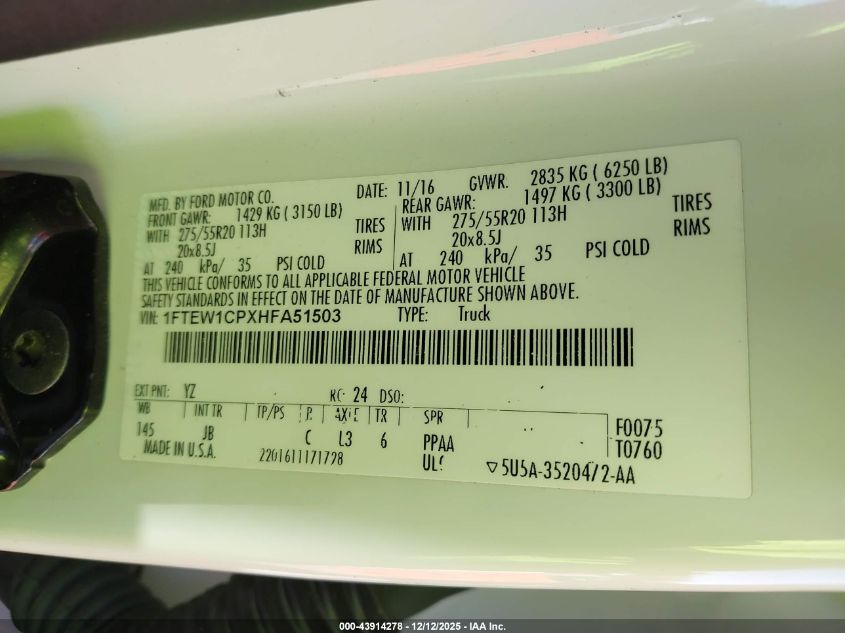 MFD. BY FORD MOTOR CO.
DATE: 11/16 GVWR. 2835 KG ( 6250 LB)
FRONT GAWR: 1429 KG ( 3150 LB) REAR GAWR: 1497 KG ( 3300 LB)
WITH 275/55R20 113H TIRES WITH 275/55R20 113H TIRES
20x8.5J RIMS 20x8.5J RIMS
AT 240 kPa/ 35 PSI COLD AT 240 kPa/ 35 PSI COLD
THIS VEHICLE CONFORMS TO ALL APPLICABLE FEDERAL MOTOR VEHICLE
SAFETY STANDARDS IN EFFECT ON THE DATE OF MANUFACTURE SHOWN ABOVE.
VIN: 1FTEW1CPXHFA51503 TYPE: Truck
EXT PNT: YZ RC: 24 DSO:
WB INT TR TP/PS R AXLE TR SPR
145 JB C L3 6 PPAA F0075
MADE IN U.S.A. 2201611171728 T0760
▽5U5A-3520472-AA
000-43914278 - 12/12/2025 - IAA Inc.